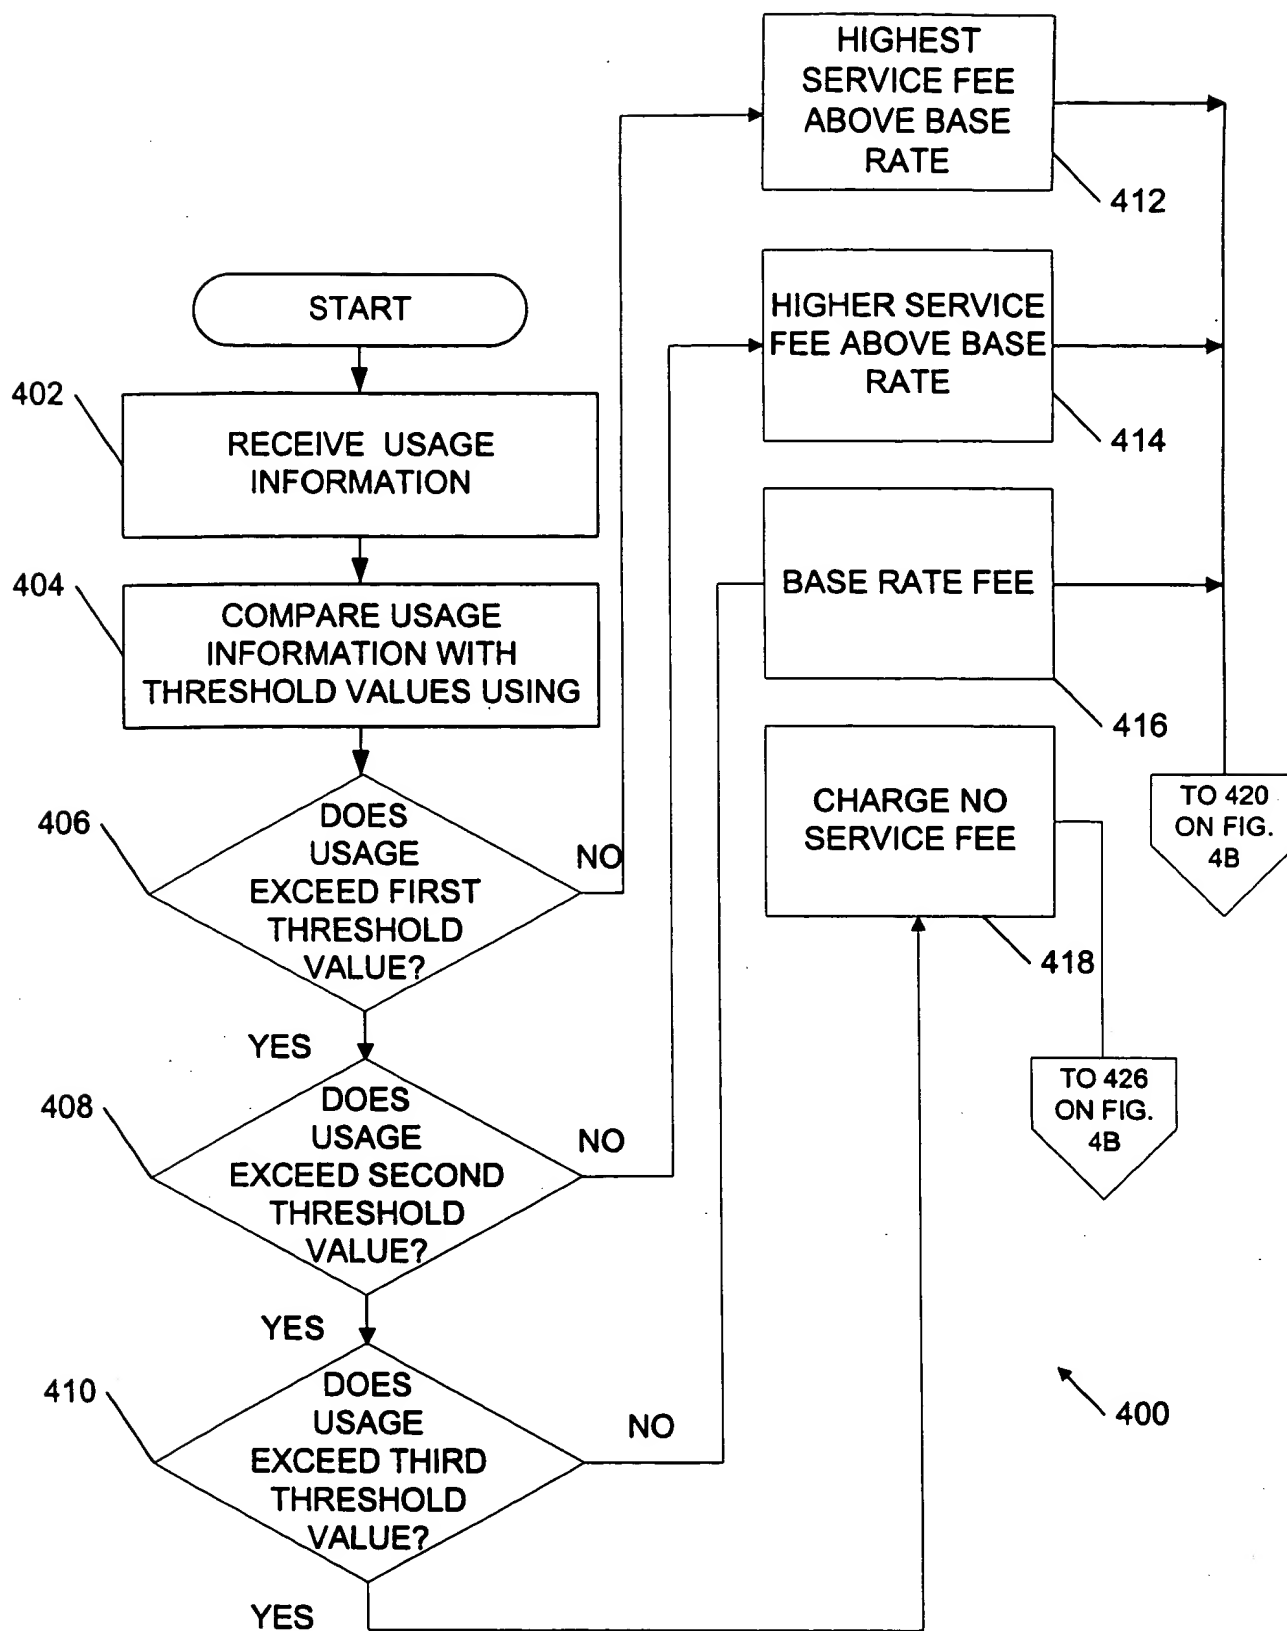 START
402
RECEIVE USAGE
INFORMATION
404
COMPARE USAGE
INFORMATION WITH
THRESHOLD VALUES USING
406
DOES
USAGE
EXCEED FIRST
THRESHOLD
VALUE?
NO
YES
408
DOES
USAGE
EXCEED SECOND
THRESHOLD
VALUE?
NO
YES
410
DOES
USAGE
EXCEED THIRD
THRESHOLD
VALUE?
NO
YES
HIGHEST
SERVICE FEE
ABOVE BASE
RATE
412
HIGHER SERVICE
FEE ABOVE BASE
RATE
414
BASE RATE FEE
416
CHARGE NO
SERVICE FEE
418
TO 420
ON FIG.
4B
TO 426
ON FIG.
4B
400